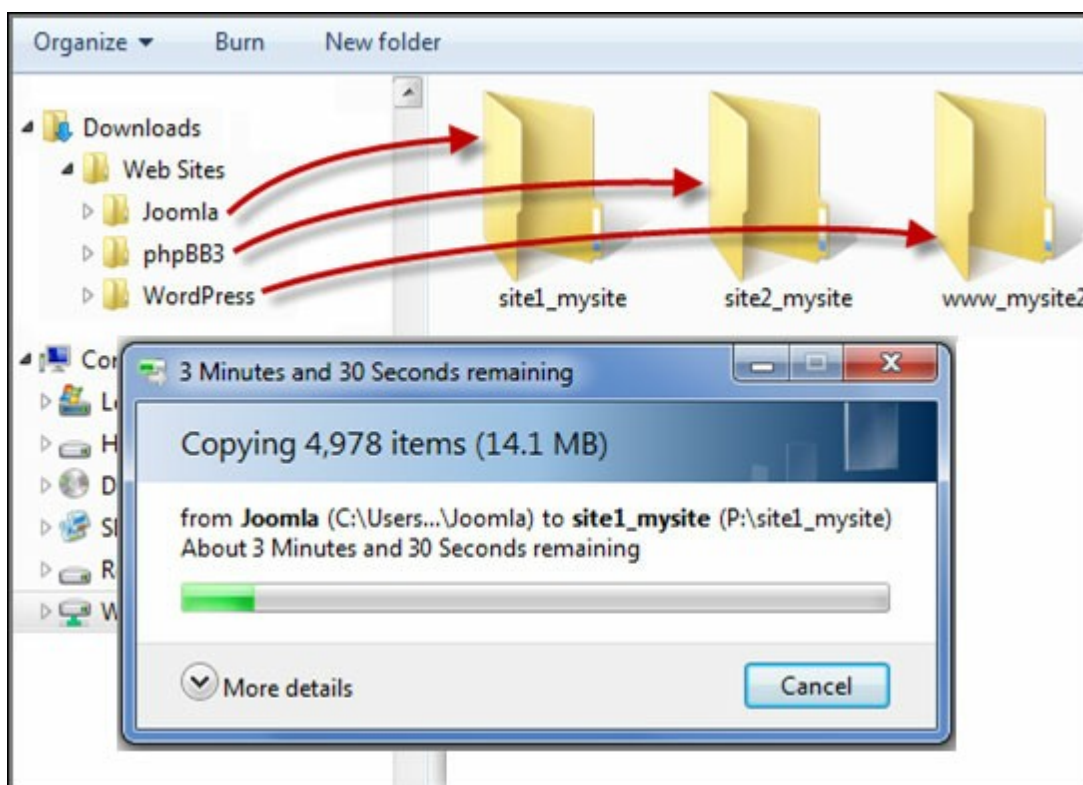 Organize Burn New folder
Downloads
Web Sites
Joomla
phpBB3
WordPress
site1_mysite site2_mysite www_mysite2
3 Minutes and 30 Seconds remaining
Copying 4,978 items (14.1 MB)
from Joomla (C:\Users...\Joomla) to site1_mysite (P:\site1_mysite)
About 3 Minutes and 30 Seconds remaining
More details
Cancel